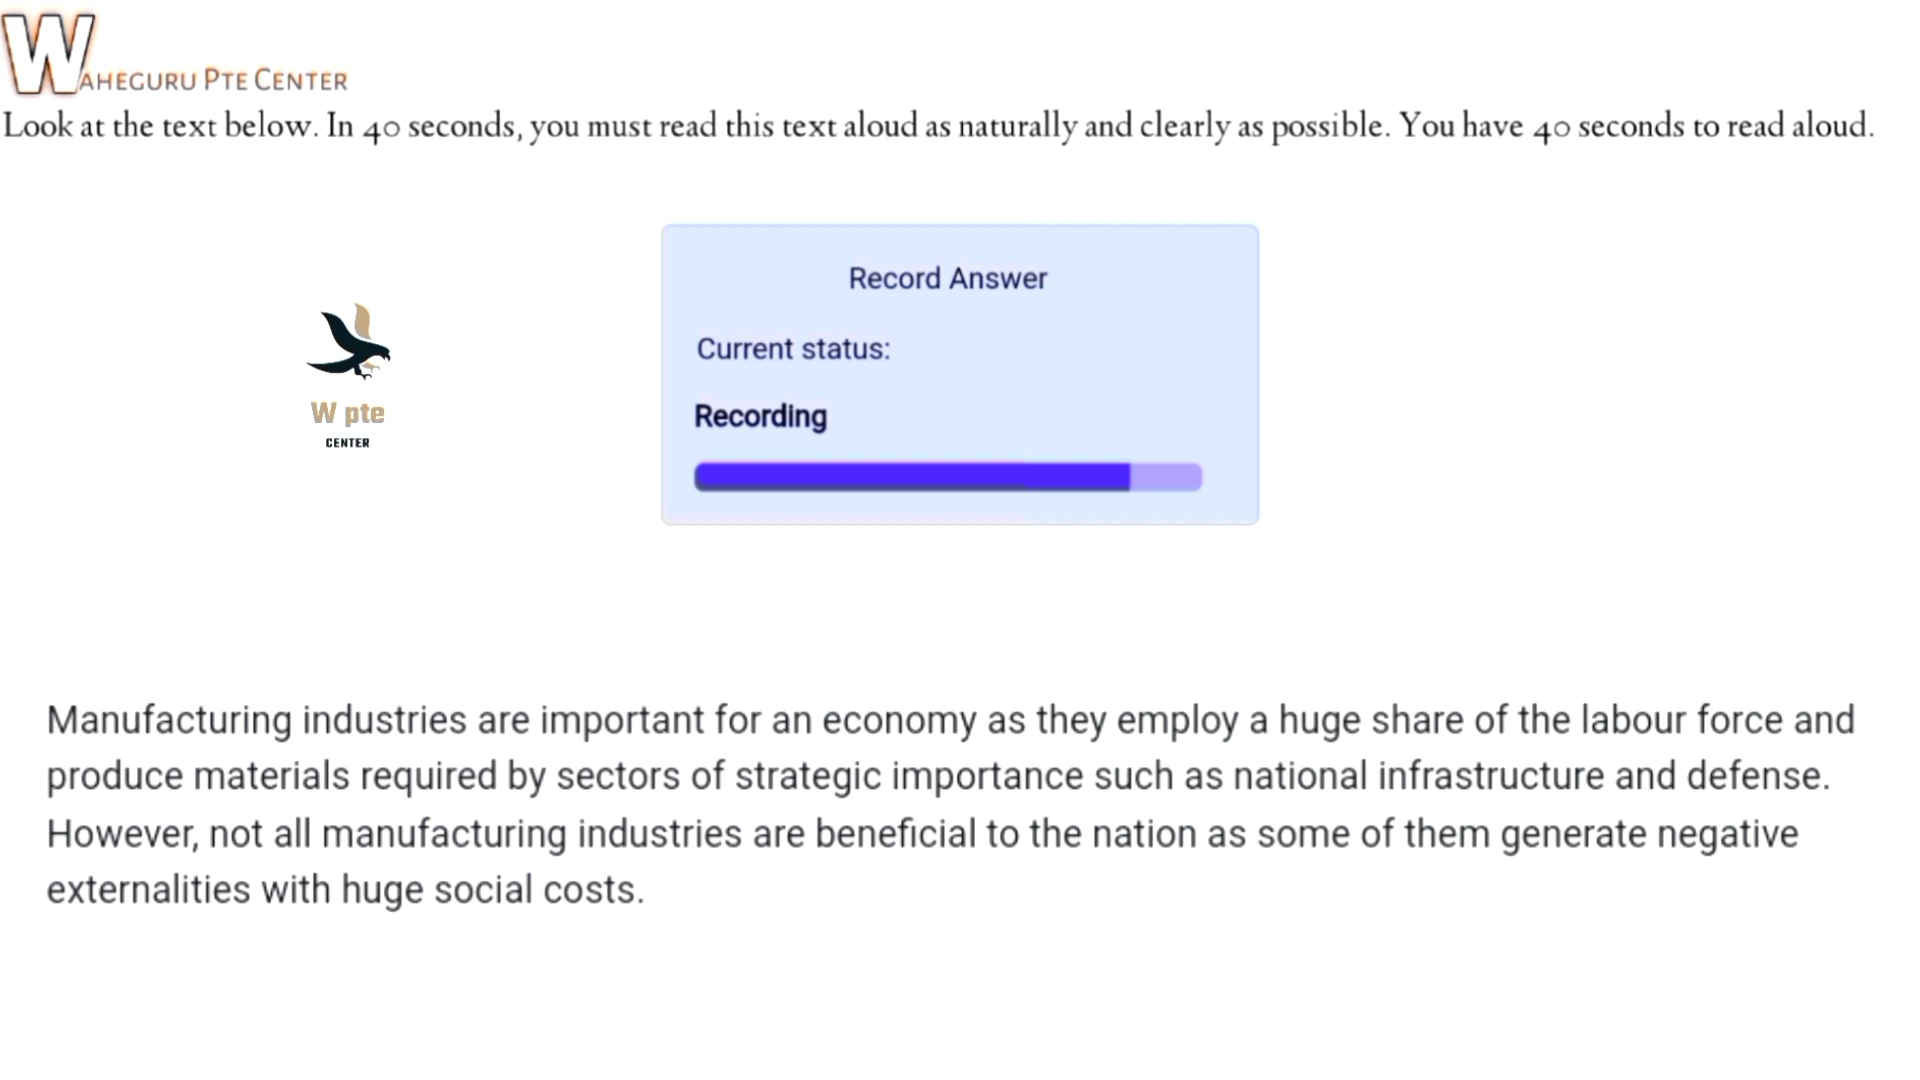 WAHEGURU PTE CENTER
Look at the text below. In 40 seconds, you must read this text aloud as naturally and clearly as possible. You have 40 seconds to read aloud.
Record Answer
Current status:
Recording
W pte
CENTER
Manufacturing industries are important for an economy as they employ a huge share of the labour force and
produce materials required by sectors of strategic importance such as national infrastructure and defense.
However, not all manufacturing industries are beneficial to the nation as some of them generate negative
externalities with huge social costs.